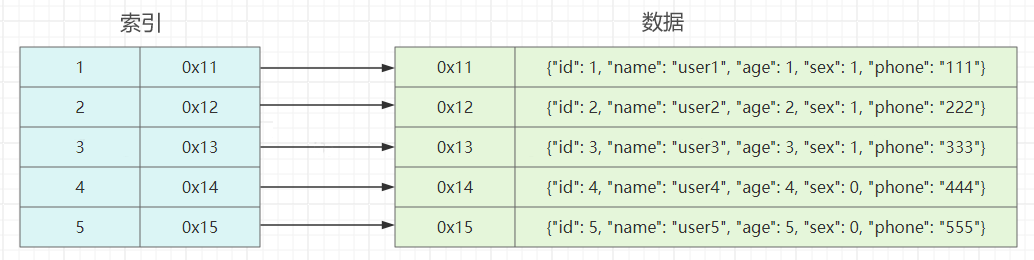 索引 数据
1 0x11 0x11 {"id": 1, "name": "user1", "age": 1, "sex": 1, "phone": "111"}
2 0x12 0x12 {"id": 2, "name": "user2", "age": 2, "sex": 1, "phone": "222"}
3 0x13 0x13 {"id": 3, "name": "user3", "age": 3, "sex": 1, "phone": "333"}
4 0x14 0x14 {"id": 4, "name": "user4", "age": 4, "sex": 0, "phone": "444"}
5 0x15 0x15 {"id": 5, "name": "user5", "age": 5, "sex": 0, "phone": "555"}